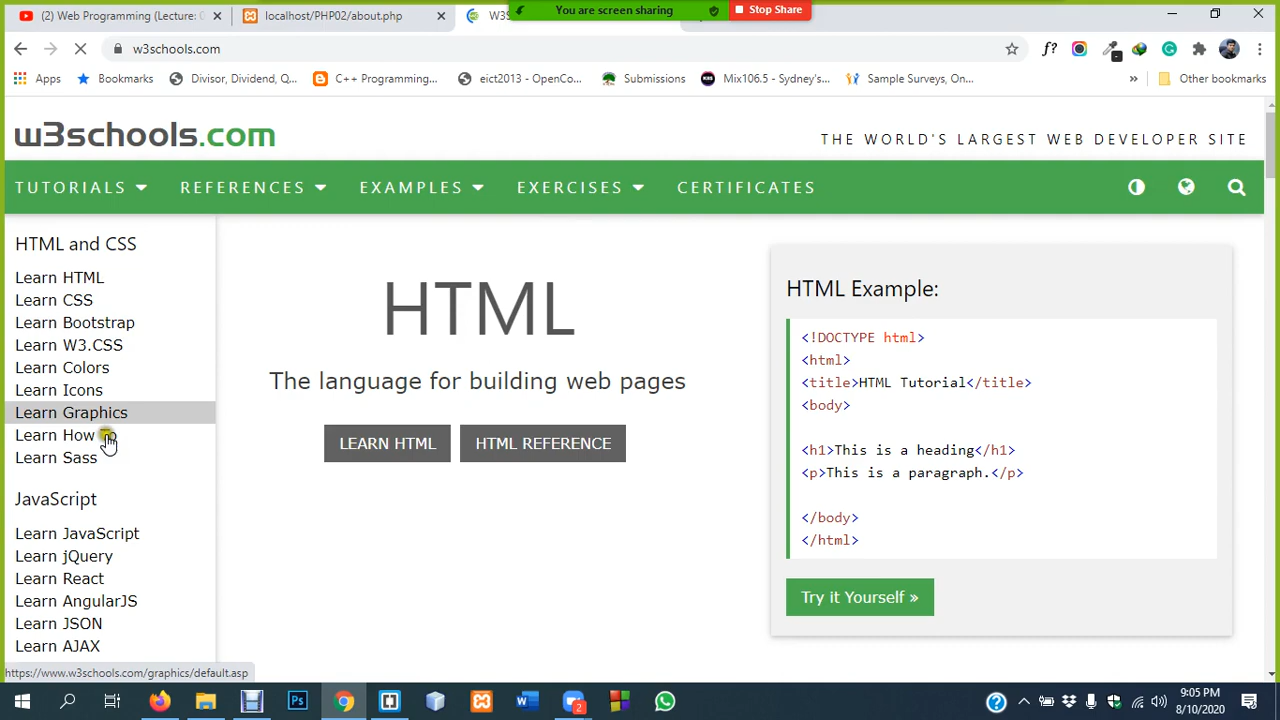 You are screen sharing
Stop Share
(2) Web Programming (Lecture: 0
localhost/PHP02/about.php
W3S
w3schools.com
f?
Apps
Bookmarks
Divisor, Dividend, Q...
C++ Programming...
eict2013 - OpenCo...
Submissions
Mix106.5 - Sydney's...
Sample Surveys, On...
»
Other bookmarks
w3schools.com
THE WORLD'S LARGEST WEB DEVELOPER SITE
TUTORIALS
REFERENCES
EXAMPLES
EXERCISES
CERTIFICATES
HTML and CSS
Learn HTML
Learn CSS
Learn Bootstrap
Learn W3.CSS
Learn Colors
Learn Icons
Learn Graphics
Learn How To
Learn Sass
JavaScript
Learn JavaScript
Learn jQuery
Learn React
Learn AngularJS
Learn JSON
Learn AJAX
HTML
The language for building web pages
LEARN HTML
HTML REFERENCE
HTML Example:
<!DOCTYPE html>
<html>
<title>HTML Tutorial</title>
<body>
<h1>This is a heading</h1>
<p>This is a paragraph.</p>
</body>
</html>
Try it Yourself »
https://www.w3schools.com/graphics/default.asp
Ps
2
9:05 PM
8/10/2020